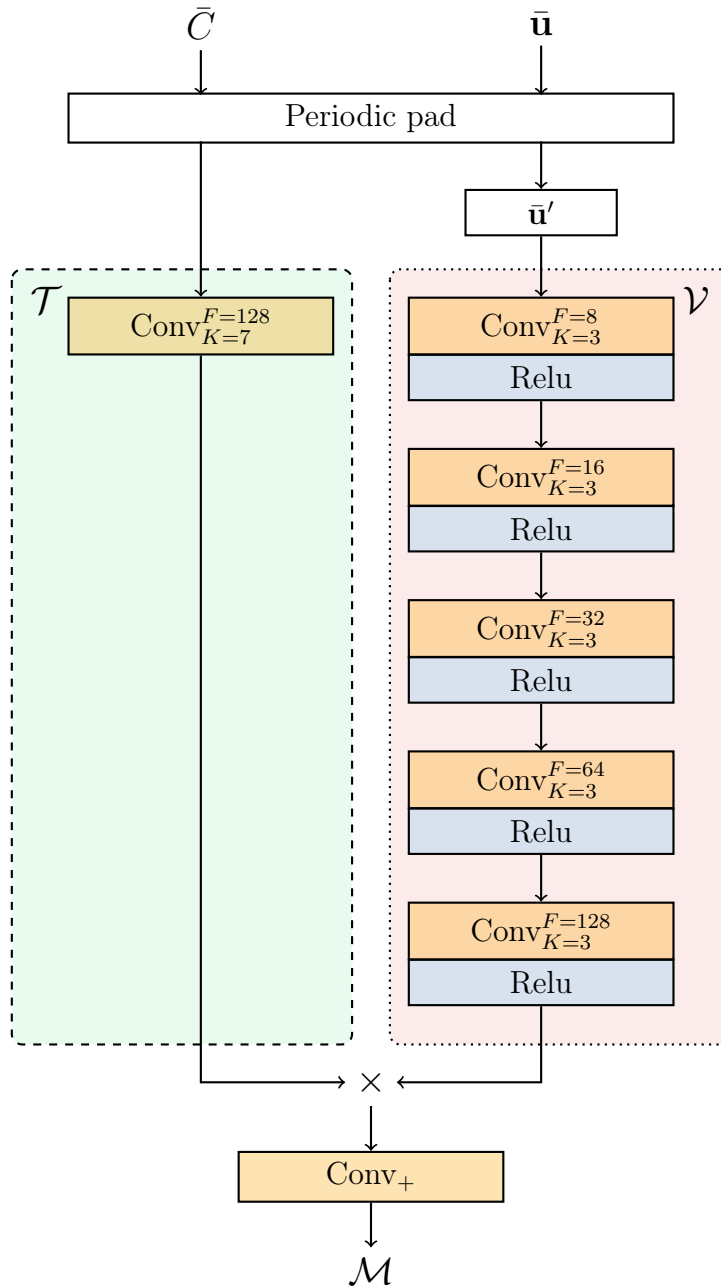 C̄ ū
Periodic pad
ū′
𝒯 Conv_{K=7}^{F=128} Conv_{K=3}^{F=8} 𝒱
Relu
Conv_{K=3}^{F=16}
Relu
Conv_{K=3}^{F=32}
Relu
Conv_{K=3}^{F=64}
Relu
Conv_{K=3}^{F=128}
Relu
×
Conv_+
ℳ